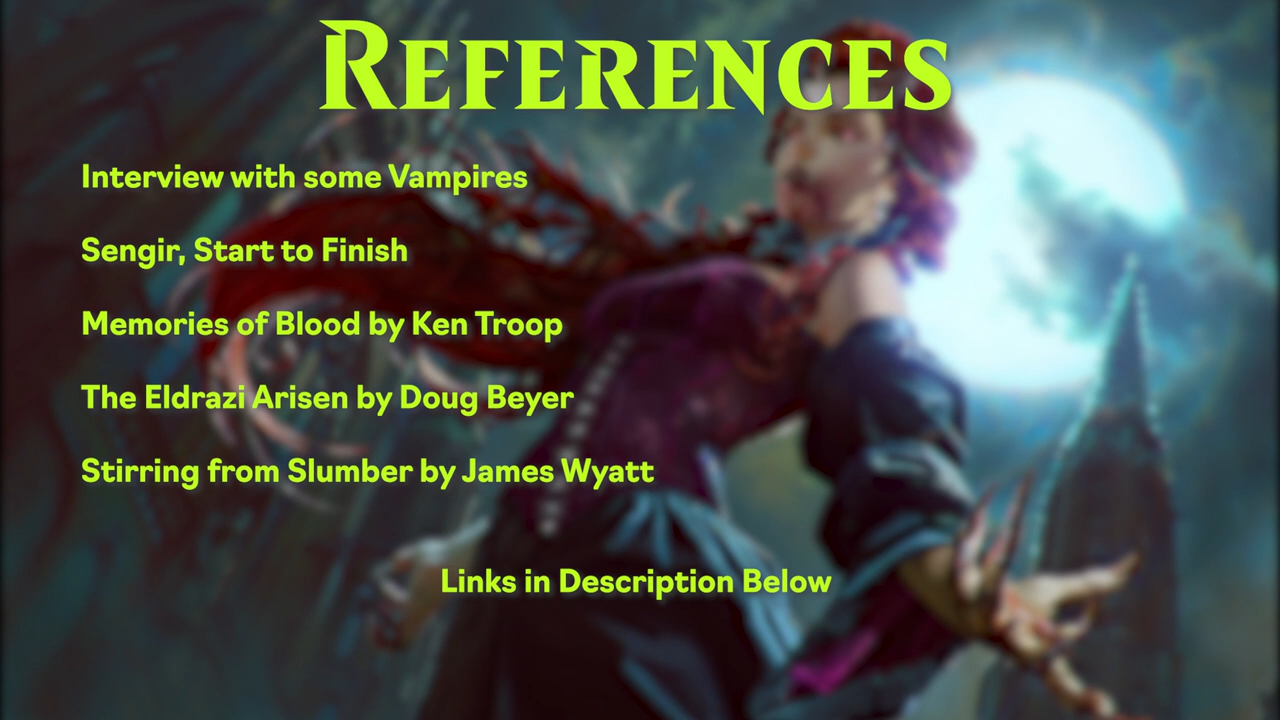 References
Interview with some Vampires
Sengir, Start to Finish
Memories of Blood by Ken Troop
The Eldrazi Arisen by Doug Beyer
Stirring from Slumber by James Wyatt
Links in Description Below